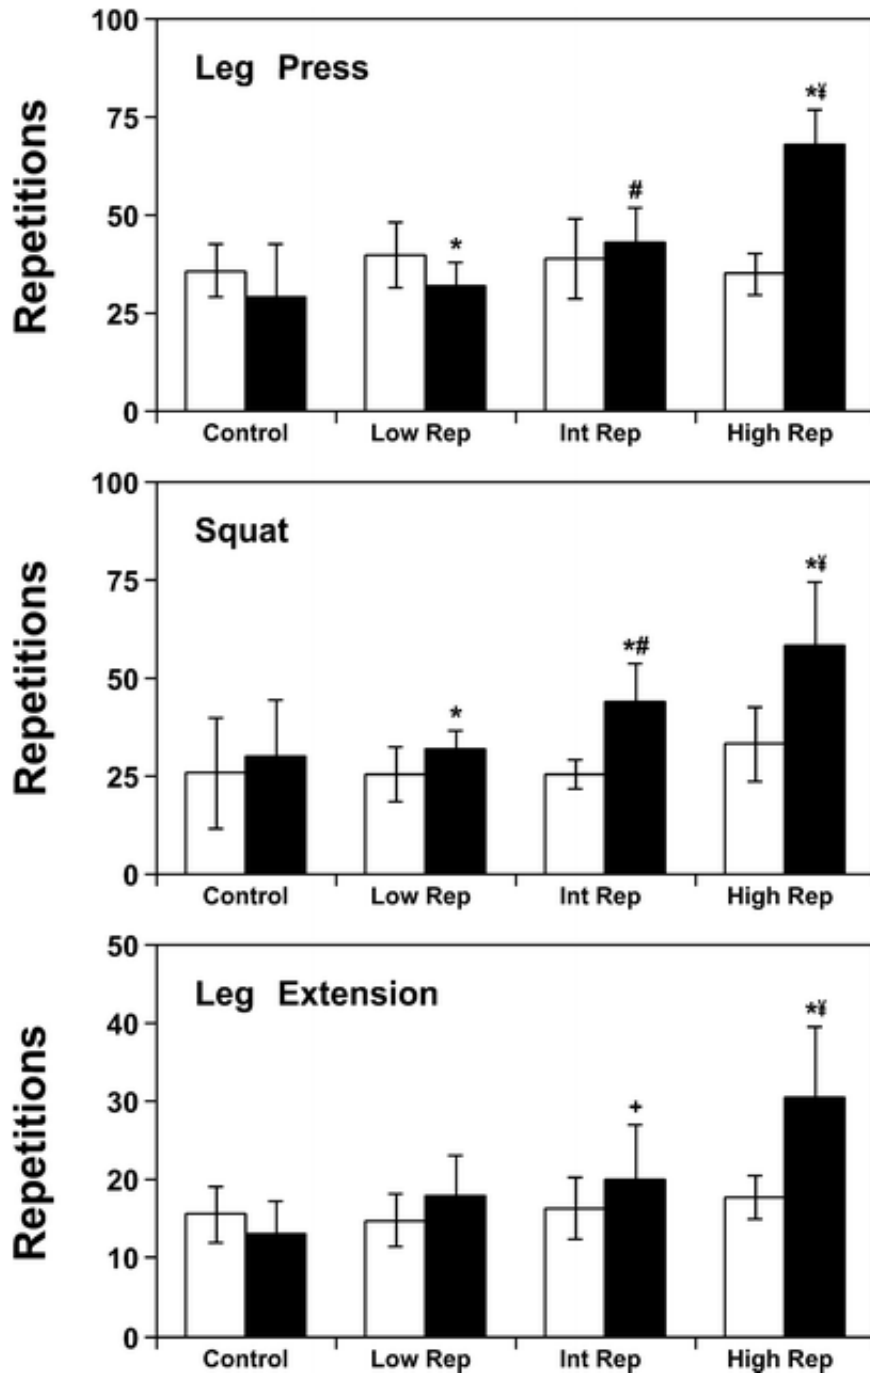 100
Leg Press
75
50
25
0
Repetitions
*¥
#
*
Control Low Rep Int Rep High Rep
100
Squat
75
50
25
0
Repetitions
*¥
*#
*
Control Low Rep Int Rep High Rep
50
Leg Extension
40
30
20
10
0
Repetitions
*¥
+
Control Low Rep Int Rep High Rep